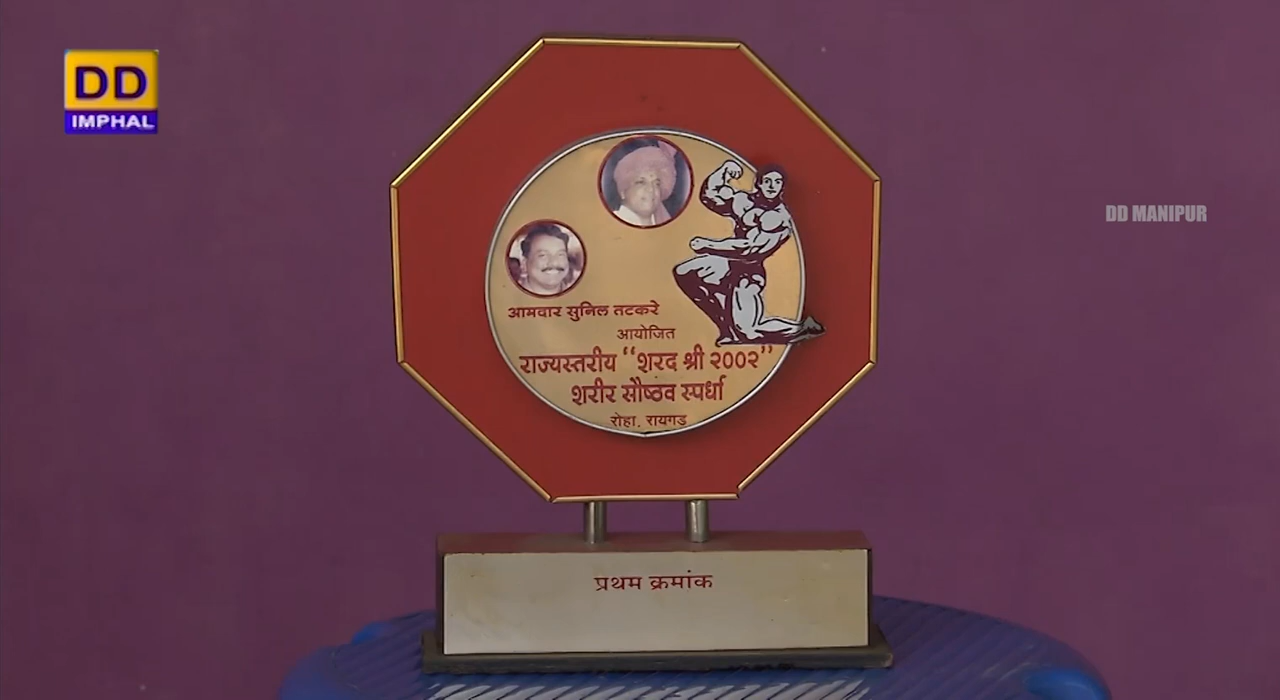 DD
IMPHAL
DD MANIPUR
आमदार सुनिल तटकरे
आयोजित
राज्यस्तरीय “शरद श्री २००२”
शरीर सौष्ठव स्पर्धा
रोहा, रायगड
प्रथम क्रमांक